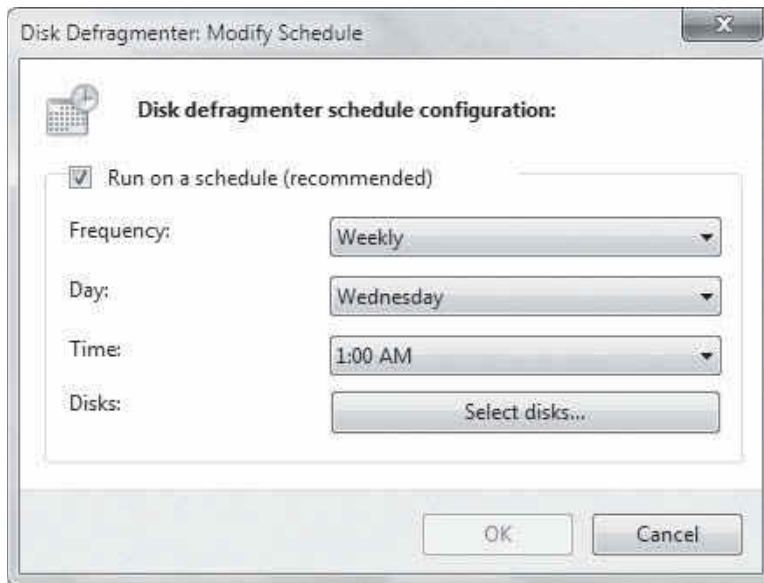 Disk Defragmenter: Modify Schedule
Disk defragmenter schedule configuration:
Run on a schedule (recommended)
Frequency: Weekly
Day: Wednesday
Time: 1:00 AM
Disks: Select disks...
OK Cancel